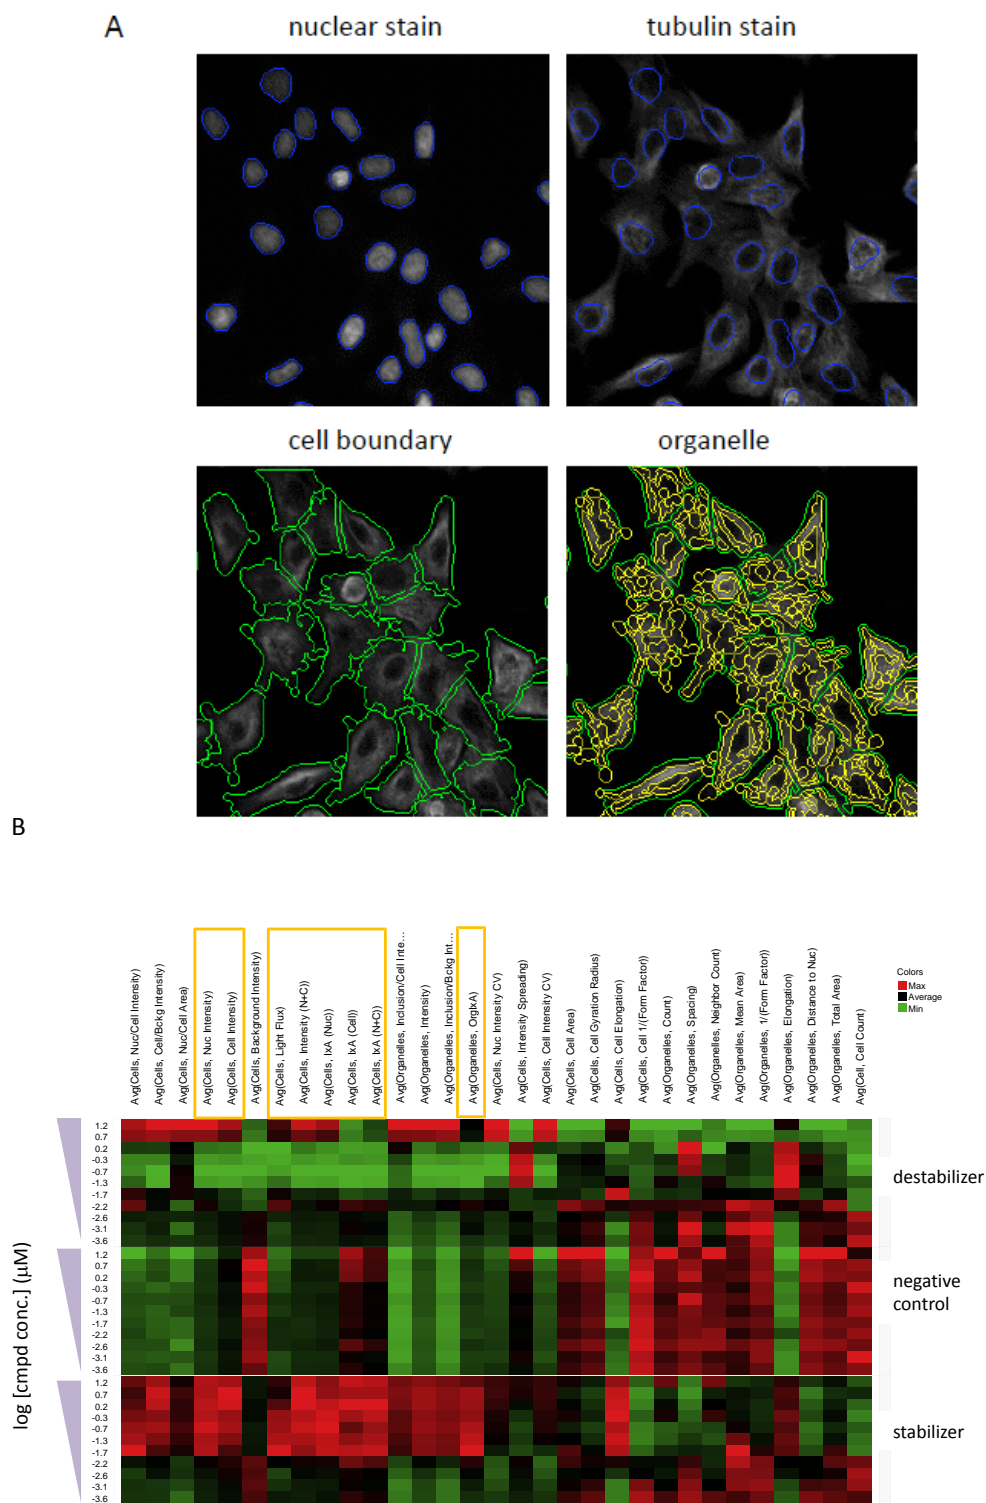 A
nuclear stain
tubulin stain
cell boundary
organelle
B
Avg(Cells, Nuc/Cell Intensity)
Avg(Cells, Cell/Bckg Intensity)
Avg(Cells, Nuc/Cell Area)
Avg(Cells, Nuc Intensity)
Avg(Cells, Cell Intensity)
Avg(Cells, Background Intensity)
Avg(Cells, Light Flux)
Avg(Cells, Intensity (N+C))
Avg(Cells, IxA (Nuc))
Avg(Cells, IxA (Cell))
Avg(Cells, IxA (N+C))
Avg(Organelles, Inclusion/Cell Inte...
Avg(Organelles, Intensity)
Avg(Organelles, Inclusion/Bckg Int...
Avg(Organelles, Org|xA)
Avg(Cells, Nuc Intensity CV)
Avg(Cells, Intensity Spreading)
Avg(Cells, Cell Intensity CV)
Avg(Cells, Cell Area)
Avg(Cells, Cell Gyration Radius)
Avg(Cells, Cell Elongation)
Avg(Cells, Cell 1/(Form Factor))
Avg(Organelles, Count)
Avg(Organelles, Spacing)
Avg(Organelles, Neighbor Count)
Avg(Organelles, Mean Area)
Avg(Organelles, 1/(Form Factor))
Avg(Organelles, Elongation)
Avg(Organelles, Distance to Nuc)
Avg(Organelles, Total Area)
Avg(Cell, Cell Count)
Colors
Max
Average
Min
log [cmpd conc.] (μM)
1.2
0.7
0.2
-0.3
-0.7
-1.3
-1.7
-2.2
-2.6
-3.1
-3.6
destabilizer
1.2
0.7
0.2
-0.3
-0.7
-1.3
-1.7
-2.2
-2.6
-3.1
-3.6
negative
control
1.2
0.7
0.2
-0.3
-0.7
-1.3
-1.7
-2.2
-2.6
-3.1
-3.6
stabilizer